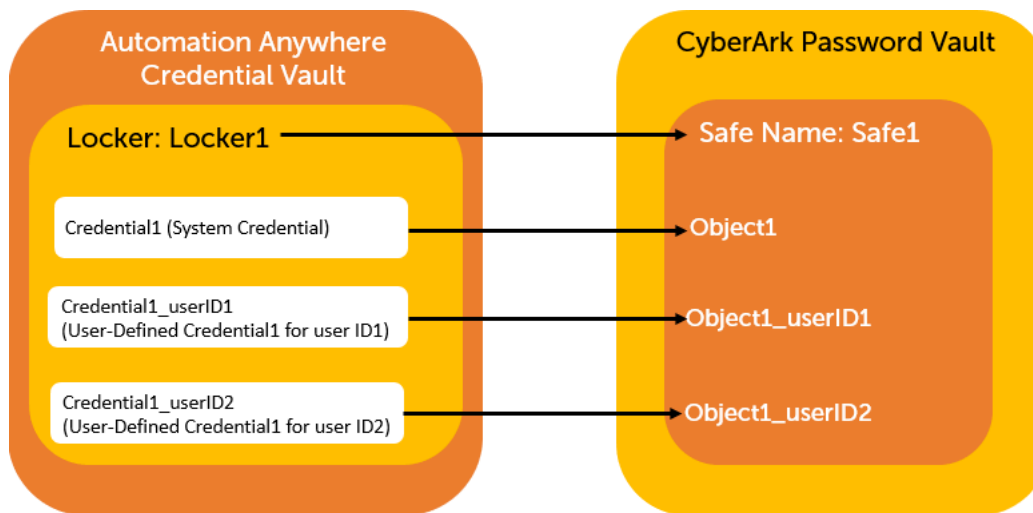 Automation Anywhere
Credential Vault
CyberArk Password Vault
Locker: Locker1
Safe Name: Safe1
Credential1 (System Credential)
Object1
Credential1_userID1
(User-Defined Credential1 for user ID1)
Object1_userID1
Credential1_userID2
(User-Defined Credential1 for user ID2)
Object1_userID2